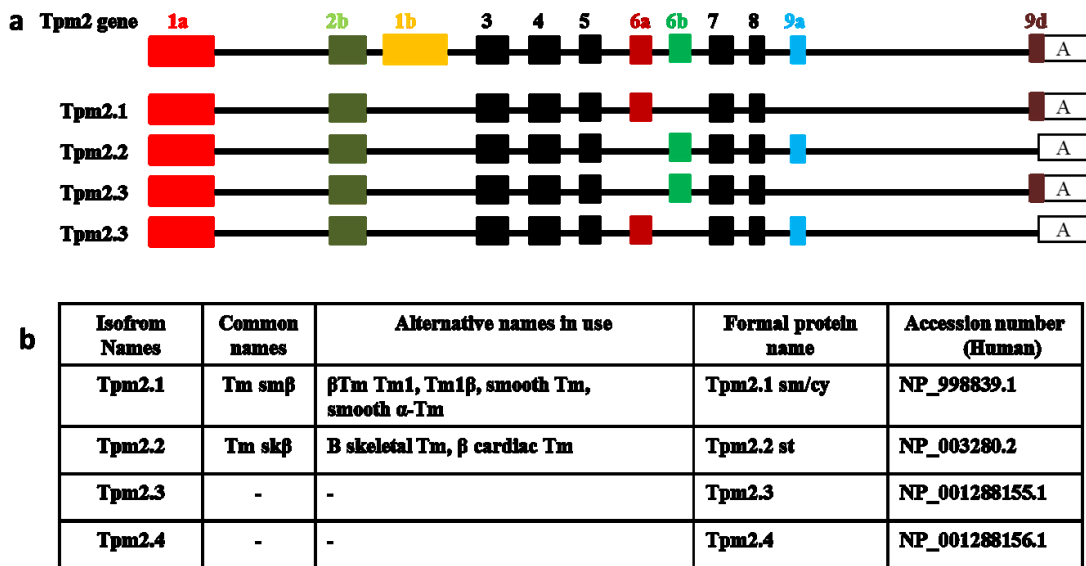 a Tpm2 gene 1a 2b 1b 3 4 5 6a 6b 7 8 9a 9d
A
Tpm2.1 A
Tpm2.2 A
Tpm2.3 A
Tpm2.3 A
b
Isofrom Names Common names Alternative names in use Formal protein name Accession number (Human)
Tpm2.1 Tm smβ βTm Tm1, Tm1β, smooth Tm, smooth α-Tm Tpm2.1 sm/cy NP_998839.1
Tpm2.2 Tm skβ B skeletal Tm, β cardiac Tm Tpm2.2 st NP_003280.2
Tpm2.3 - - Tpm2.3 NP_001288155.1
Tpm2.4 - - Tpm2.4 NP_001288156.1